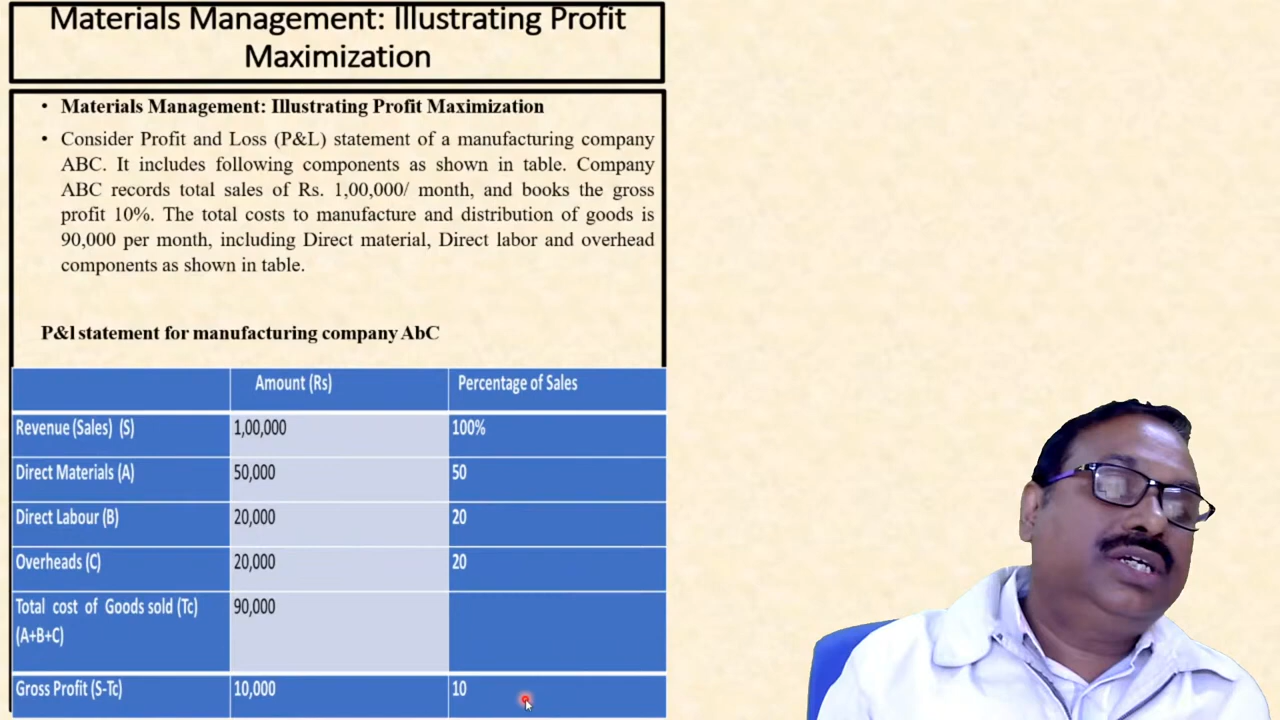 Materials Management: Illustrating Profit
Maximization
• Materials Management: Illustrating Profit Maximization
• Consider Profit and Loss (P&L) statement of a manufacturing company
ABC. It includes following components as shown in table. Company
ABC records total sales of Rs. 1,00,000/ month, and books the gross
profit 10%. The total costs to manufacture and distribution of goods is
90,000 per month, including Direct material, Direct labor and overhead
components as shown in table.
P&l statement for manufacturing company AbC
Amount (Rs) Percentage of Sales
Revenue (Sales) (S) 1,00,000 100%
Direct Materials (A) 50,000 50
Direct Labour (B) 20,000 20
Overheads (C) 20,000 20
Total cost of Goods sold (Tc) 90,000
(A+B+C)
Gross Profit (S-Tc) 10,000 10